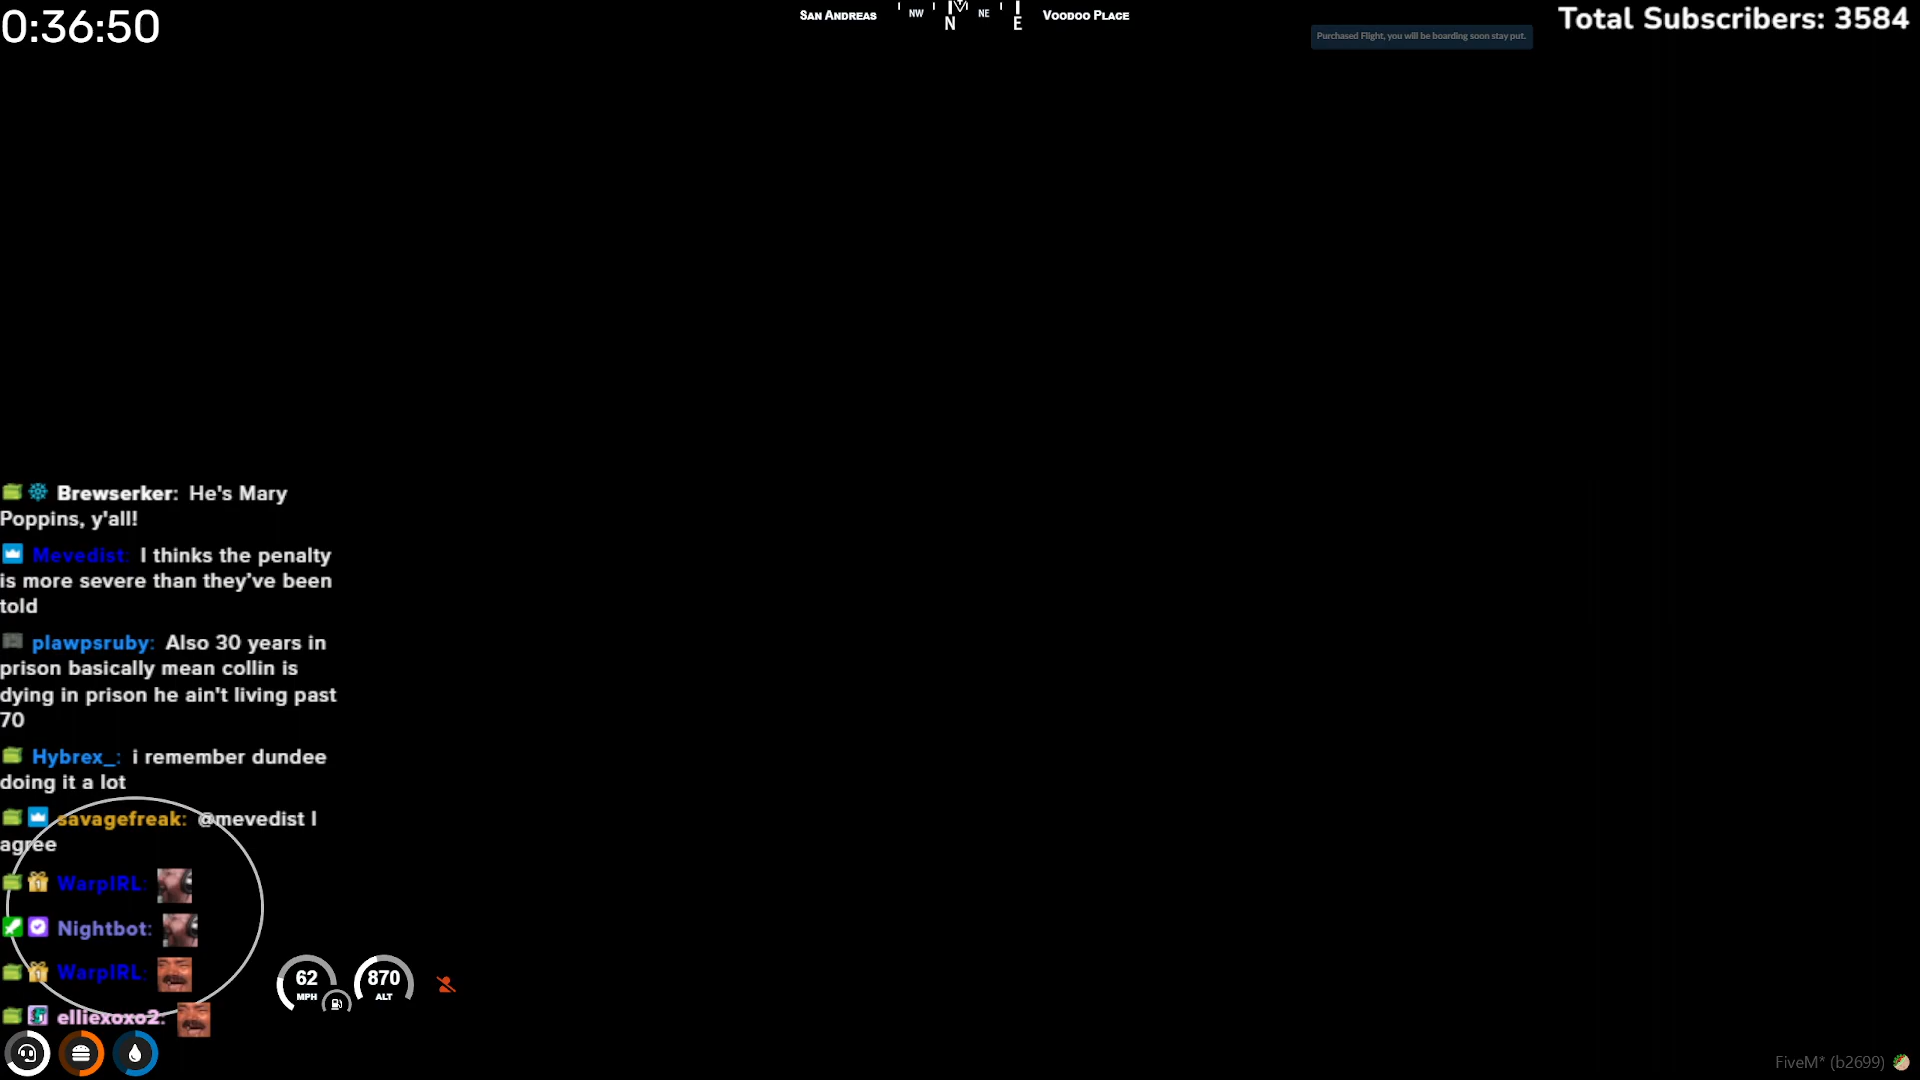 0:36:50
San Andreas
NW
N
NE
E
Voodoo Place
Purchased Flight, you will be boarding soon stay put.
Total Subscribers: 3584
Brewserker: He's Mary
Poppins, y'all!
Mevedist: I thinks the penalty
is more severe than they've been
told
plawpsruby: Also 30 years in
prison basically mean collin is
dying in prison he ain't living past
70
Hybrex_: i remember dundee
doing it a lot
savagefreak: @mevedist I
agree
WarpIRL:
Nightbot:
WarpIRL:
elliexoxo2:
62
MPH
870
ALT
FiveM* (b2699)